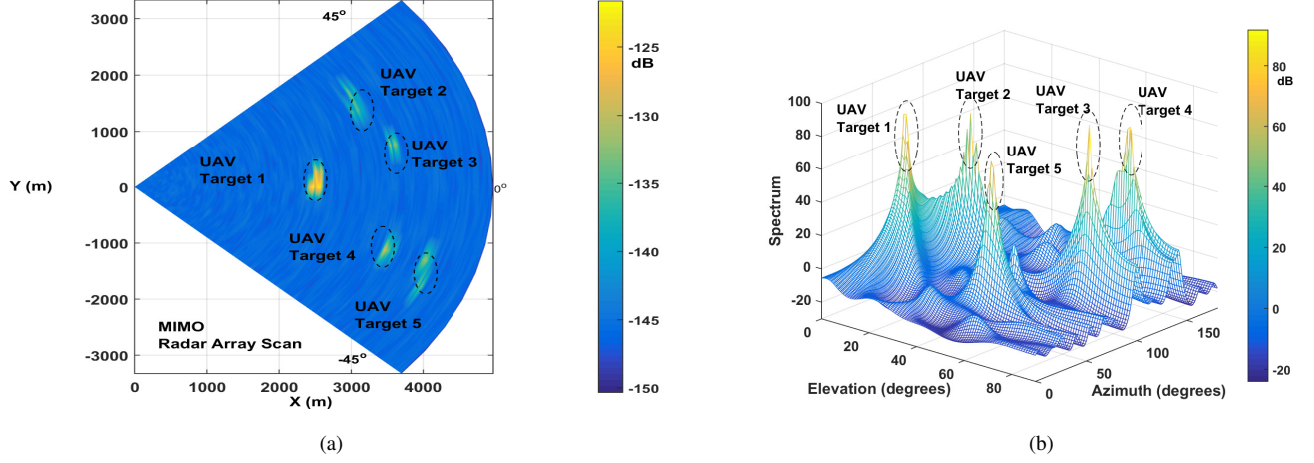 3000
2000
1000
0
-1000
-2000
-3000
Y (m)
0
1000
2000
3000
4000
X (m)
45°
0°
-45°
UAV
Target 2
UAV
Target 3
UAV
Target 1
UAV
Target 4
UAV
Target 5
MIMO
Radar Array Scan
-125
dB
-130
-135
-140
-145
-150
(a)
100
80
60
40
20
0
-20
Spectrum
UAV
Target 1
UAV
Target 2
UAV
Target 3
UAV
Target 4
UAV
Target 5
0
20
40
60
80
Elevation (degrees)
0
50
100
150
Azimuth (degrees)
80
dB
60
40
20
0
-20
(b)